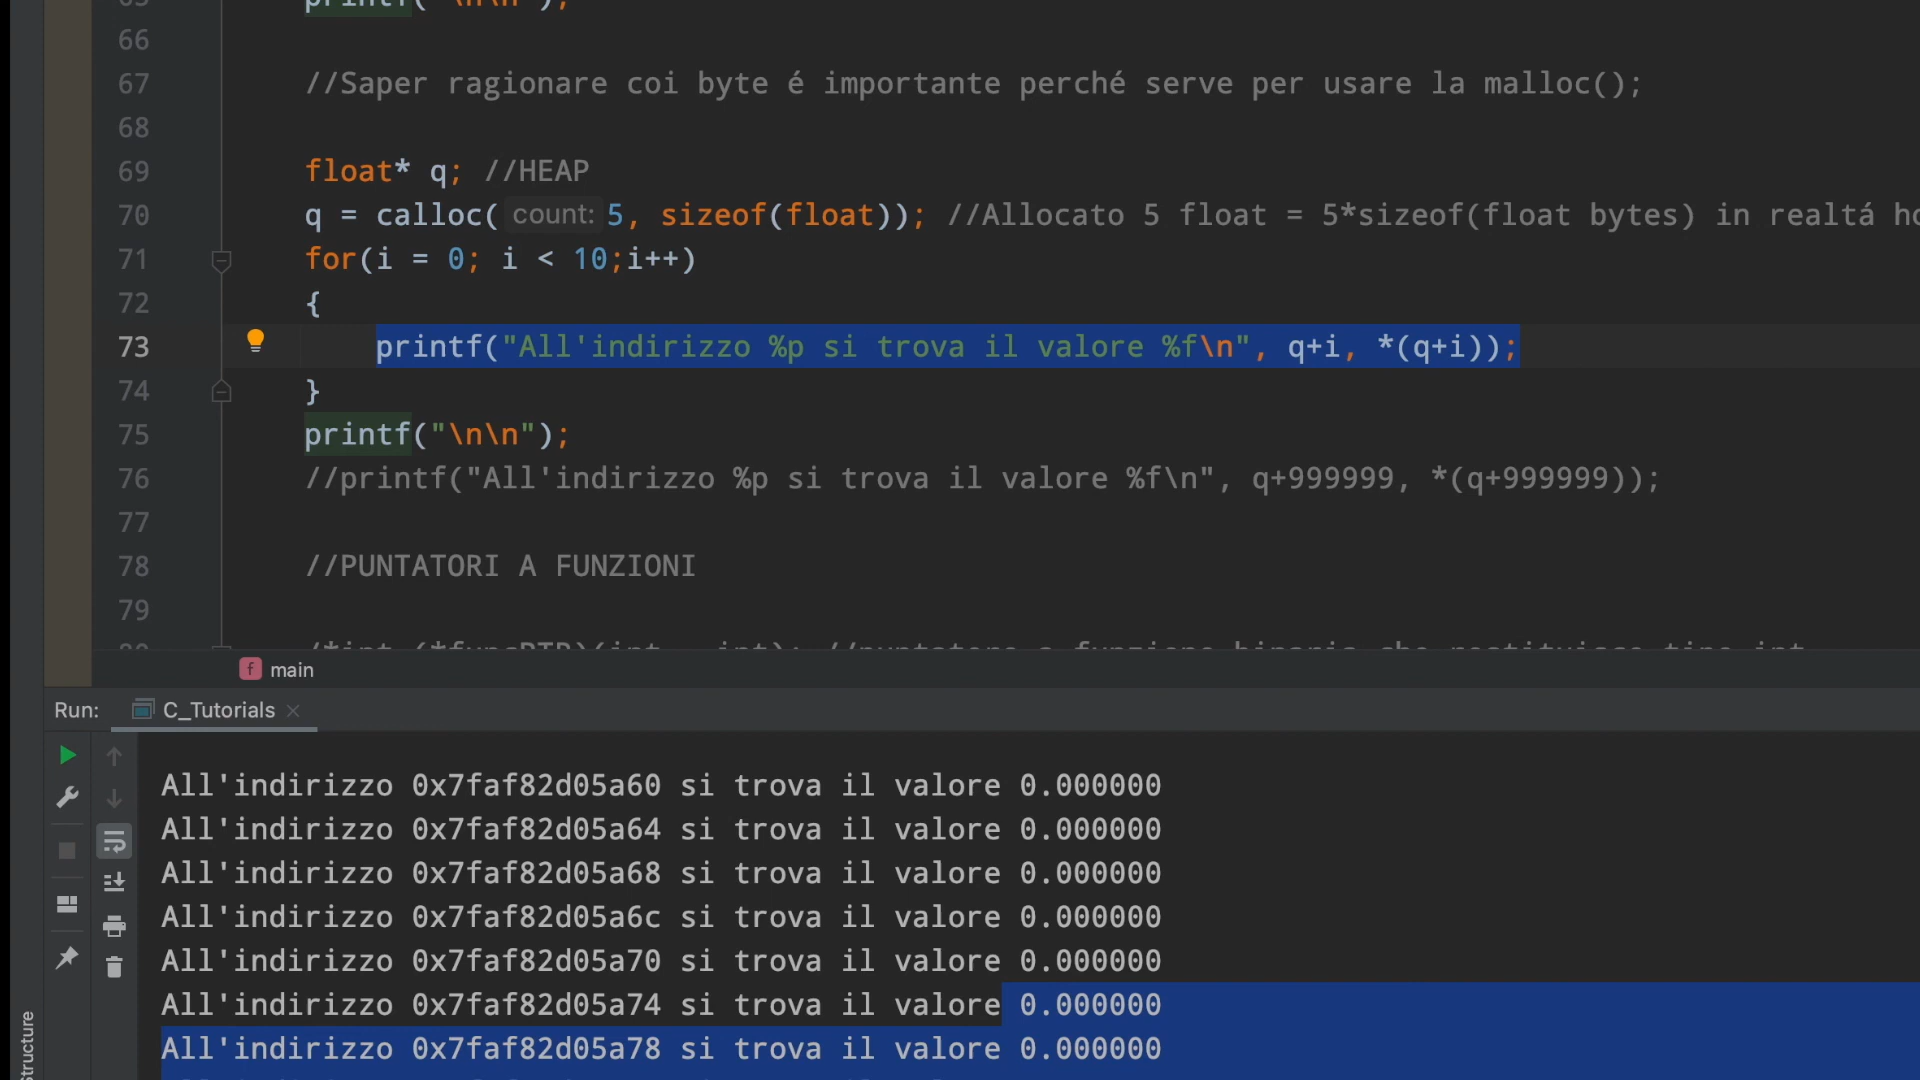 65 printf("\n\n");
66
67 //Saper ragionare coi byte é importante perché serve per usare la malloc();
68
69 float* q; //HEAP
70 q = calloc( count: 5, sizeof(float)); //Allocato 5 float = 5*sizeof(float bytes) in realtá ho
71 for(i = 0; i < 10;i++)
72 {
73 printf("All'indirizzo %p si trova il valore %f\n", q+i, *(q+i));
74 }
75 printf("\n\n");
76 //printf("All'indirizzo %p si trova il valore %f\n", q+999999, *(q+999999));
77
78 //PUNTATORI A FUNZIONI
79
f main
Run: C_Tutorials ×
All'indirizzo 0x7faf82d05a60 si trova il valore 0.000000
All'indirizzo 0x7faf82d05a64 si trova il valore 0.000000
All'indirizzo 0x7faf82d05a68 si trova il valore 0.000000
All'indirizzo 0x7faf82d05a6c si trova il valore 0.000000
All'indirizzo 0x7faf82d05a70 si trova il valore 0.000000
All'indirizzo 0x7faf82d05a74 si trova il valore 0.000000
All'indirizzo 0x7faf82d05a78 si trova il valore 0.000000
Structure